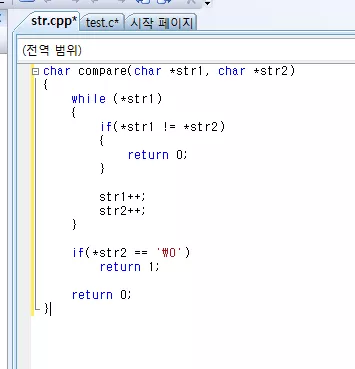 str.cpp* test.c* 시작 페이지
(전역 범위)
char compare(char *str1, char *str2)
{
    while (*str1)
    {
        if(*str1 != *str2)
        {
            return 0;
        }

        str1++;
        str2++;
    }

    if(*str2 == '₩0')
        return 1;

    return 0;
}